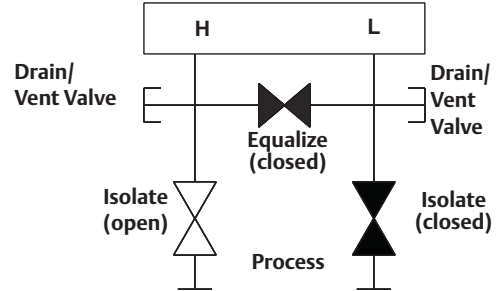 H
L
Drain/
Vent Valve
Drain/
Vent
Valve
Equalize
(closed)
Isolate
(open)
Isolate
(closed)
Process